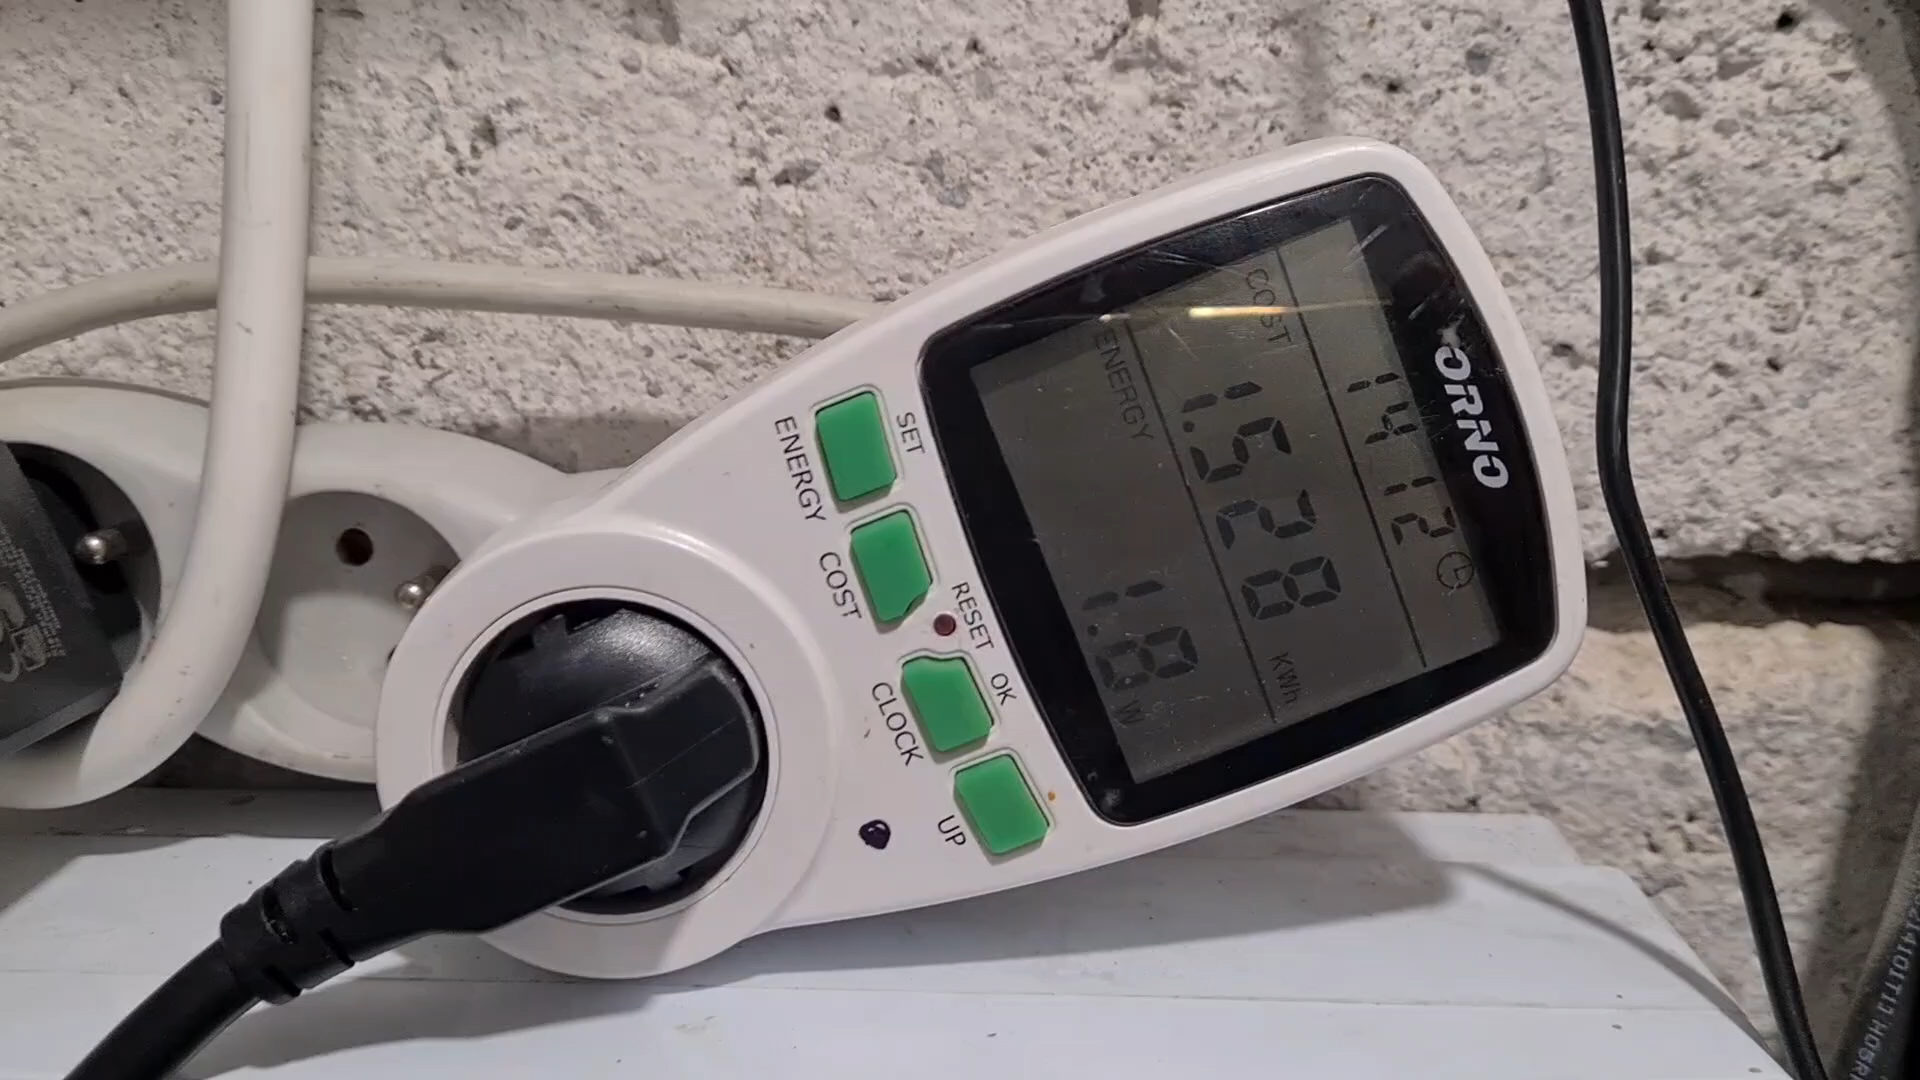 ORNO
14 12
COST
1.528
KWh
ENERGY
1.8
W
SET
ENERGY
COST
RESET
OK
CLOCK
UP